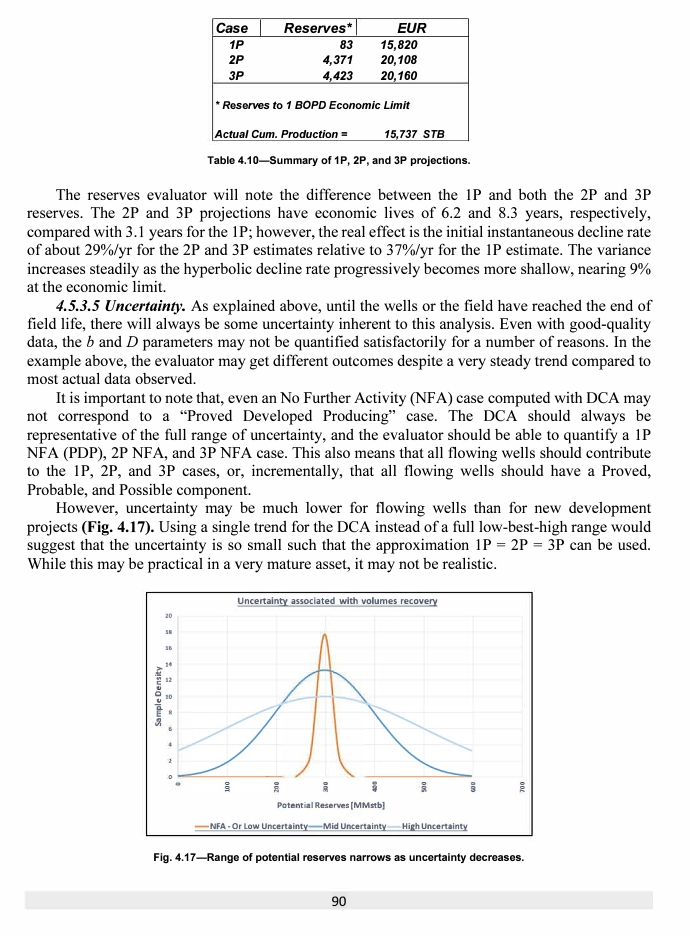 Case Reserves* EUR
1P 83 15,820
2P 4,371 20,108
3P 4,423 20,160
* Reserves to 1 BOPD Economic Limit
Actual Cum. Production = 15,737 STB
Table 4.10—Summary of 1P, 2P, and 3P projections.
The reserves evaluator will note the difference between the 1P and both the 2P and 3P
reserves. The 2P and 3P projections have economic lives of 6.2 and 8.3 years, respectively,
compared with 3.1 years for the 1P; however, the real effect is the initial instantaneous decline rate
of about 29%/yr for the 2P and 3P estimates relative to 37%/yr for the 1P estimate. The variance
increases steadily as the hyperbolic decline rate progressively becomes more shallow, nearing 9%
at the economic limit.
4.5.3.5 Uncertainty. As explained above, until the wells or the field have reached the end of
field life, there will always be some uncertainty inherent to this analysis. Even with good-quality
data, the b and D parameters may not be quantified satisfactorily for a number of reasons. In the
example above, the evaluator may get different outcomes despite a very steady trend compared to
most actual data observed.
It is important to note that, even an No Further Activity (NFA) case computed with DCA may
not correspond to a “Proved Developed Producing” case. The DCA should always be
representative of the full range of uncertainty, and the evaluator should be able to quantify a 1P
NFA (PDP), 2P NFA, and 3P NFA case. This also means that all flowing wells should contribute
to the 1P, 2P, and 3P cases, or, incrementally, that all flowing wells should have a Proved,
Probable, and Possible component.
However, uncertainty may be much lower for flowing wells than for new development
projects (Fig. 4.17). Using a single trend for the DCA instead of a full low-best-high range would
suggest that the uncertainty is so small such that the approximation 1P = 2P = 3P can be used.
While this may be practical in a very mature asset, it may not be realistic.
Uncertainty associated with volumes recovery
20
18
16
14
12
10
8
6
4
2
0
Sample Density
0 100 200 300 400 500 600 700
Potential Reserves [MMstb]
NFA - Or Low Uncertainty Mid Uncertainty High Uncertainty
Fig. 4.17—Range of potential reserves narrows as uncertainty decreases.
90